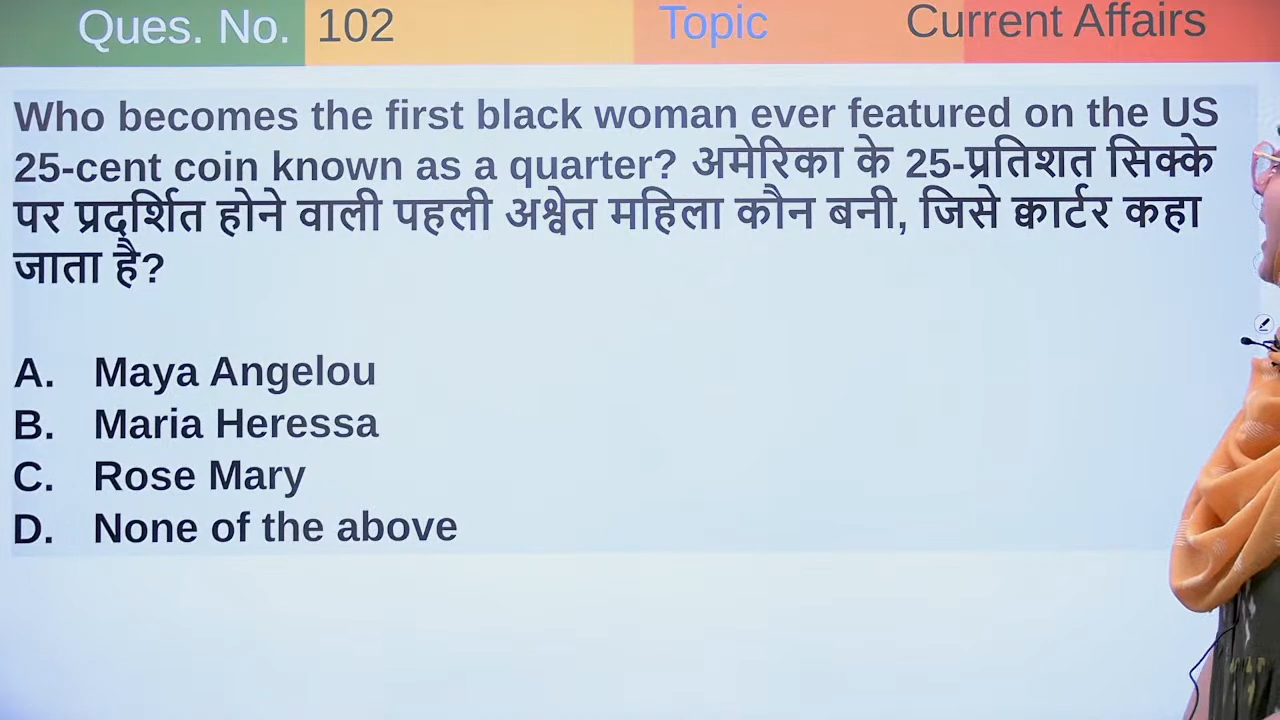 Ques. No. 102 Topic Current Affairs
Who becomes the first black woman ever featured on the US
25-cent coin known as a quarter? अमेरिका के 25-प्रतिशत सिक्के
पर प्रदर्शित होने वाली पहली अश्वेत महिला कौन बनी, जिसे क्वार्टर कहा
जाता है?
A. Maya Angelou
B. Maria Heressa
C. Rose Mary
D. None of the above